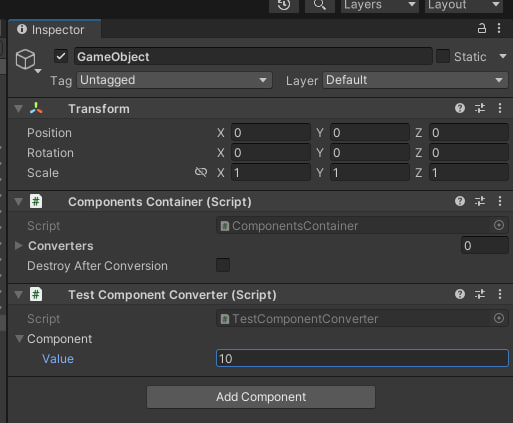 Layers Layout
Inspector
GameObject Static
Tag Untagged Layer Default
Transform
Position X 0 Y 0 Z 0
Rotation X 0 Y 0 Z 0
Scale X 1 Y 1 Z 1
# Components Container (Script)
Script # ComponentsContainer
Converters 0
Destroy After Conversion
# Test Component Converter (Script)
Script # TestComponentConverter
Component
Value 10
Add Component